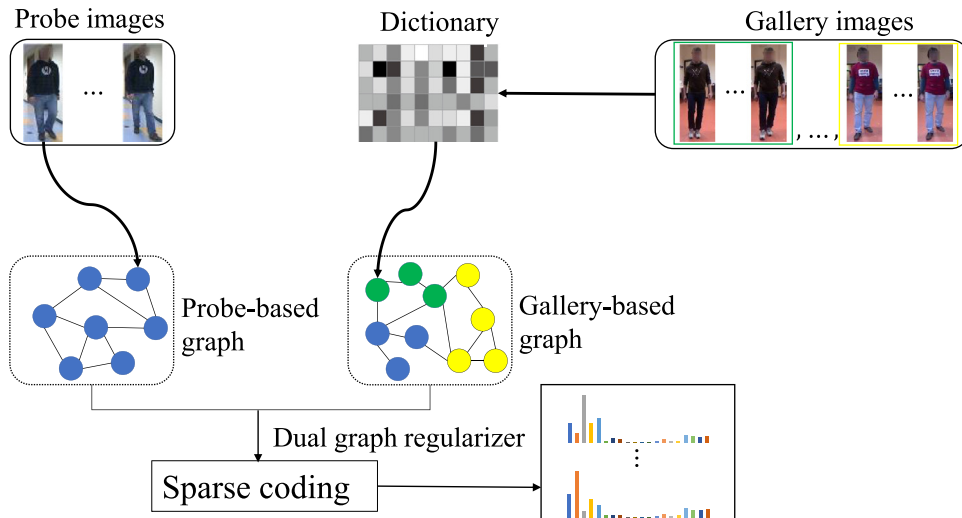 Probe images
Dictionary
Gallery images
...
...
...
, ... ,
Probe-based
graph
Gallery-based
graph
Dual graph regularizer
Sparse coding